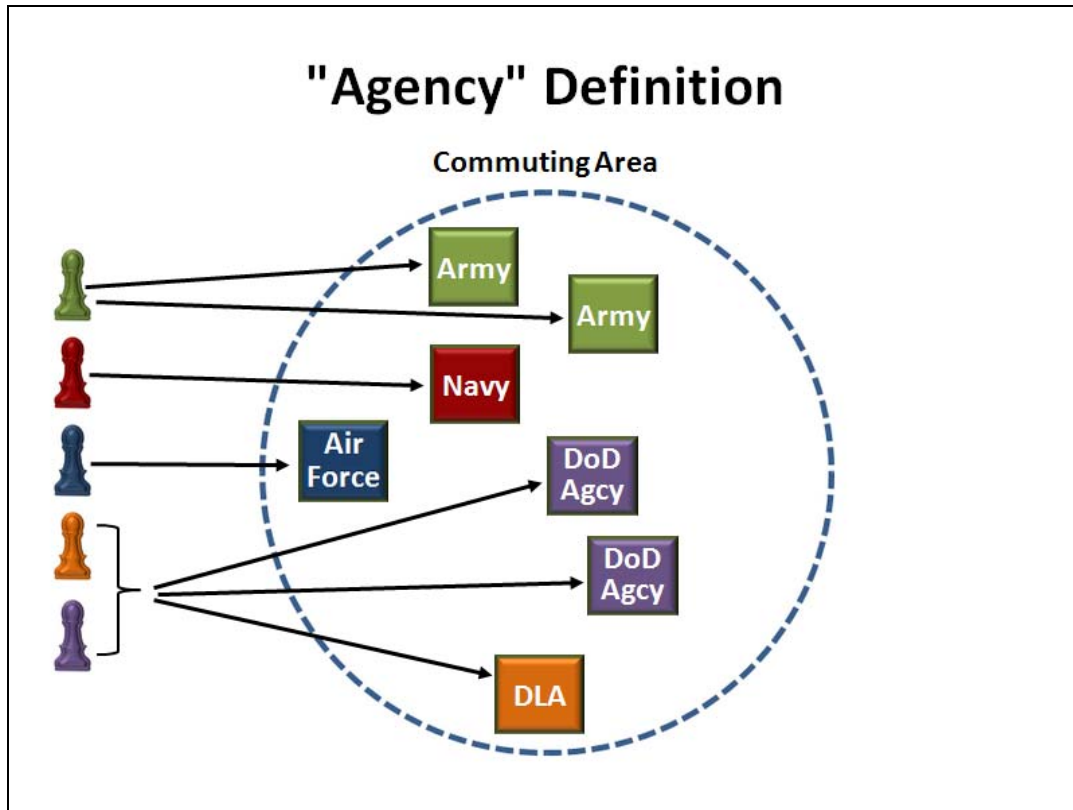 "Agency" Definition
Commuting Area
Army
Army
Navy
Air
Force
DoD
Agcy
DoD
Agcy
DLA